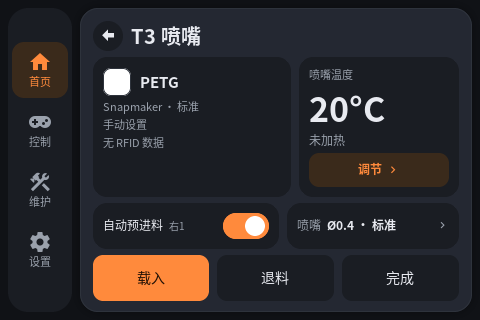 首页
控制
维护
设置
T3 喷嘴
PETG
Snapmaker · 标准
手动设置
无 RFID 数据
喷嘴温度
20°C
未加热
调节 ›
自动预进料 右1
喷嘴 Ø0.4 · 标准 ›
载入
退料
完成